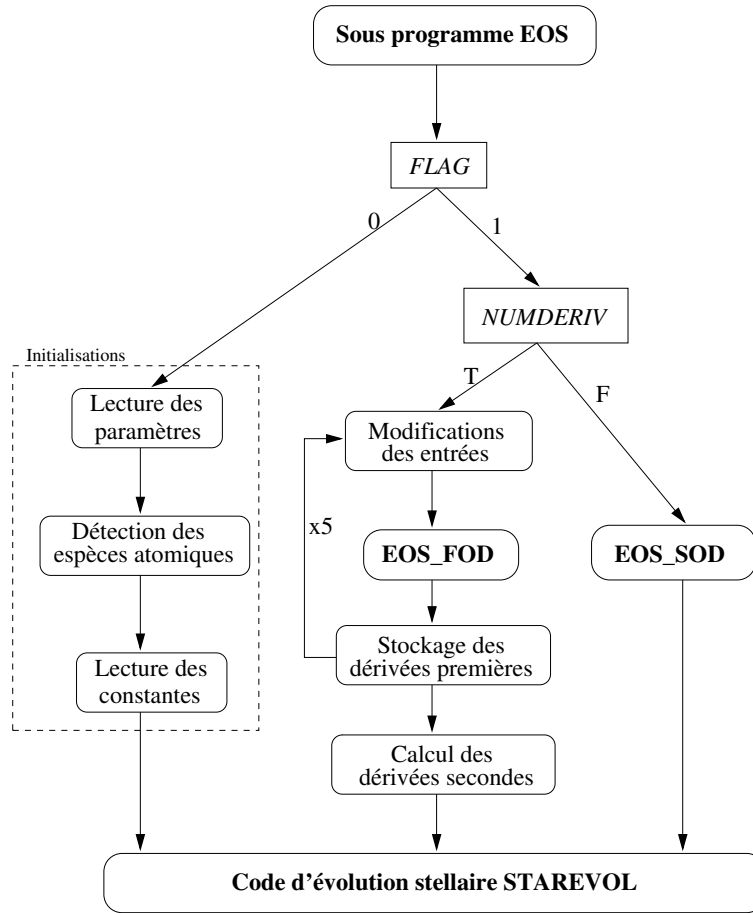 Sous programme EOS
FLAG
0
1
NUMDERIV
Initialisations
T
F
Lecture des
paramètres
Modifications
des entrées
x5
Détection des
espèces atomiques
EOS_FOD
EOS_SOD
Lecture des
constantes
Stockage des
dérivées premières
Calcul des
dérivées secondes
Code d'évolution stellaire STAREVOL